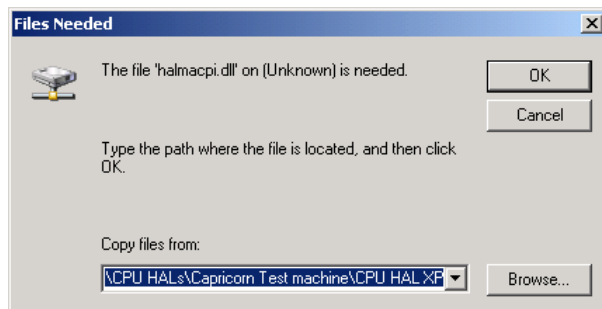 Files Needed
The file 'halmacpi.dll' on (Unknown) is needed.
OK
Cancel
Type the path where the file is located, and then click
OK.
Copy files from:
\CPU HALs\Capricorn Test machine\CPU HAL XP
Browse...